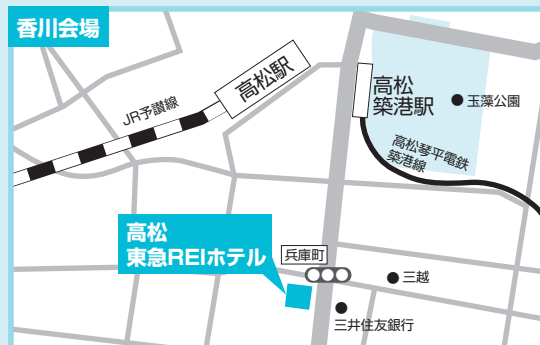 香川会場
高松駅
JR予讃線
高松
築港駅
玉藻公園
高松琴平電鉄
築港線
高松
東急REIホテル
兵庫町
三越
三井住友銀行